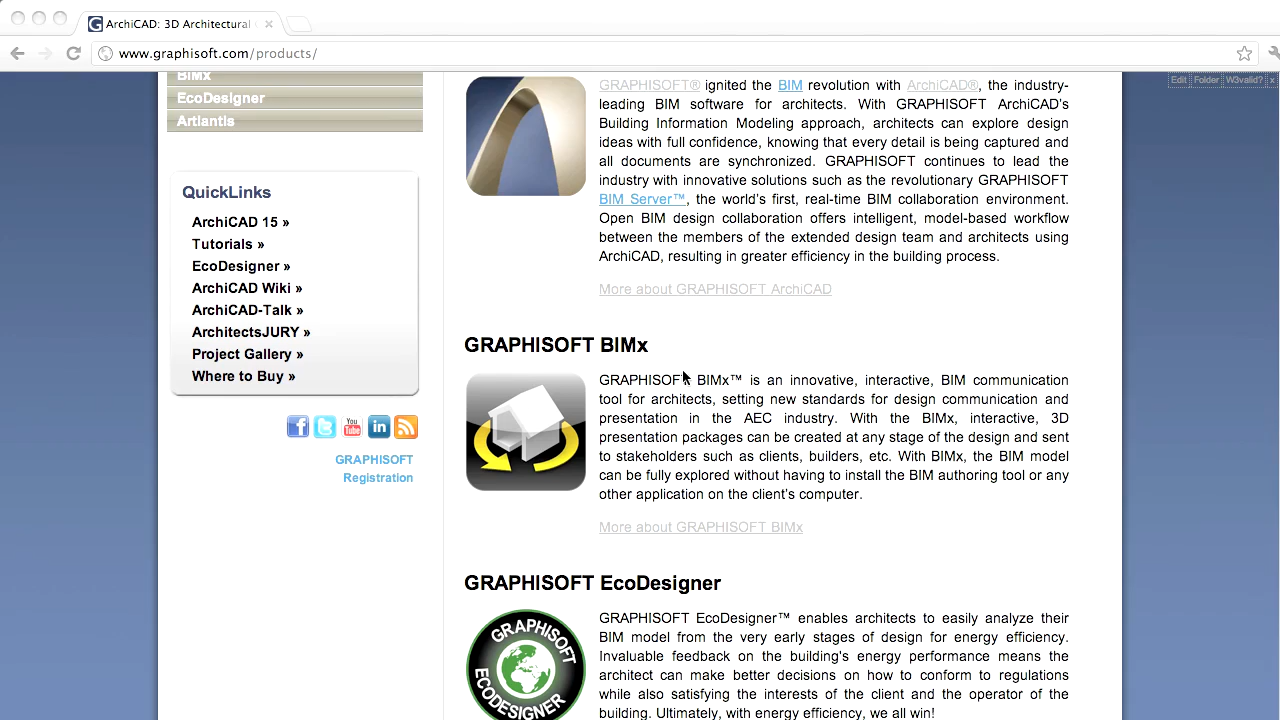 ArchiCAD: 3D Architectural
www.graphisoft.com/products/
Edit Folder W3valid? x
BIMx
EcoDesigner
Artlantis
QuickLinks
ArchiCAD 15 »
Tutorials »
EcoDesigner »
ArchiCAD Wiki »
ArchiCAD-Talk »
ArchitectsJURY »
Project Gallery »
Where to Buy »
You
Tube
GRAPHISOFT
Registration
GRAPHISOFT® ignited the BIM revolution with ArchiCAD®, the industry-
leading BIM software for architects. With GRAPHISOFT ArchiCAD's
Building Information Modeling approach, architects can explore design
ideas with full confidence, knowing that every detail is being captured and
all documents are synchronized. GRAPHISOFT continues to lead the
industry with innovative solutions such as the revolutionary GRAPHISOFT
BIM Server™, the world's first, real-time BIM collaboration environment.
Open BIM design collaboration offers intelligent, model-based workflow
between the members of the extended design team and architects using
ArchiCAD, resulting in greater efficiency in the building process.
More about GRAPHISOFT ArchiCAD
GRAPHISOFT BIMx
GRAPHISOFT BIMx™ is an innovative, interactive, BIM communication
tool for architects, setting new standards for design communication and
presentation in the AEC industry. With the BIMx, interactive, 3D
presentation packages can be created at any stage of the design and sent
to stakeholders such as clients, builders, etc. With BIMx, the BIM model
can be fully explored without having to install the BIM authoring tool or any
other application on the client's computer.
More about GRAPHISOFT BIMx
GRAPHISOFT EcoDesigner
GRAPHISOFT
ECODESIGNER
GRAPHISOFT EcoDesigner™ enables architects to easily analyze their
BIM model from the very early stages of design for energy efficiency.
Invaluable feedback on the building's energy performance means the
architect can make better decisions on how to conform to regulations
while also satisfying the interests of the client and the operator of the
building. Ultimately, with energy efficiency, we all win!